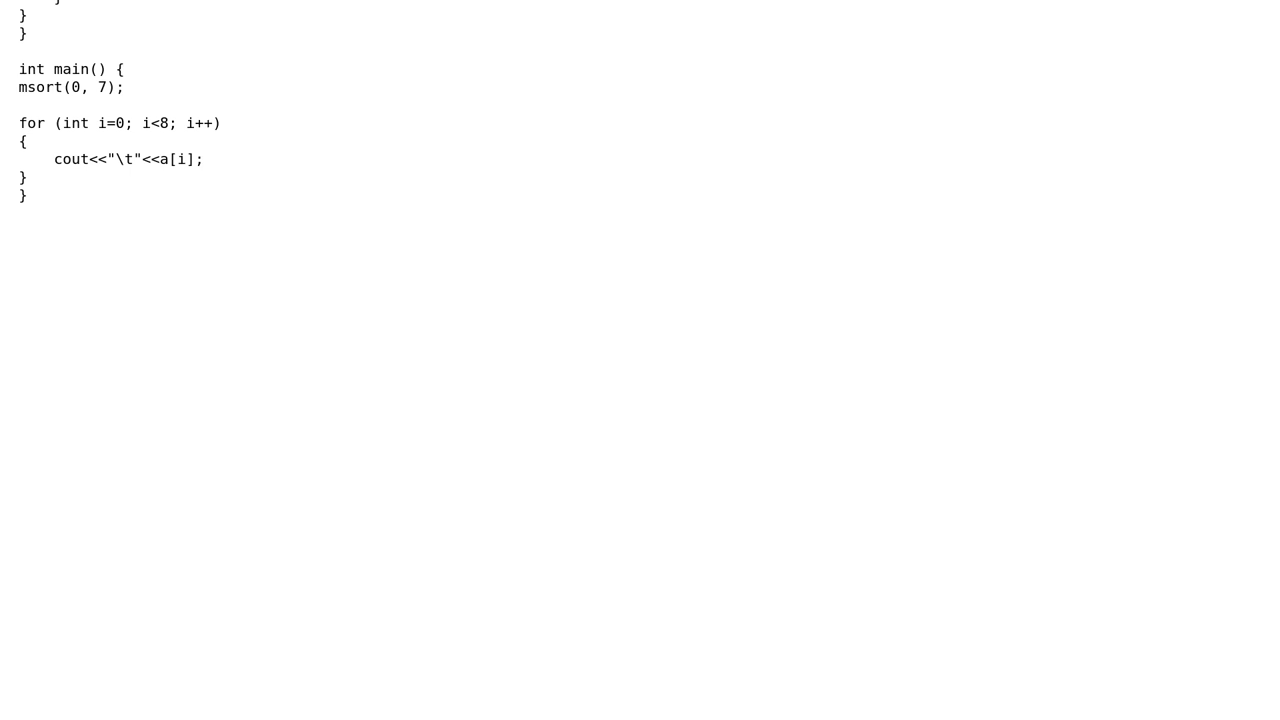 }
}
int main() {
msort(0, 7);
for (int i=0; i<8; i++)
{
    cout<<"\t"<<a[i];
}
}